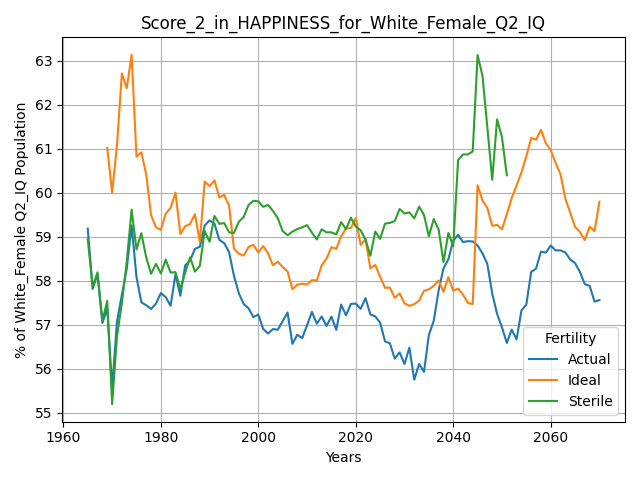 Score_2_in_HAPPINESS_for_White_Female_Q2_IQ
% of White_Female Q2_IQ Population
63
62
61
60
59
58
57
56
55
1960
1980
2000
2020
2040
2060
Years
Fertility
Actual
Ideal
Sterile